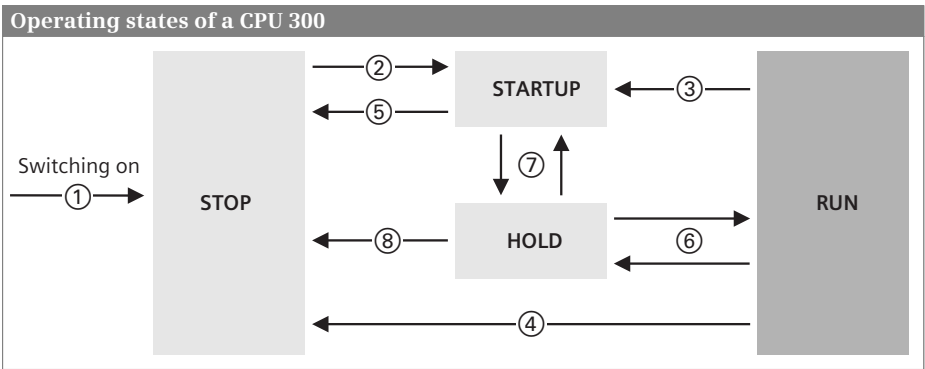 Operating states of a CPU 300
②
STARTUP
③
⑤
Switching on
①
⑦
STOP
RUN
⑧
HOLD
⑥
④